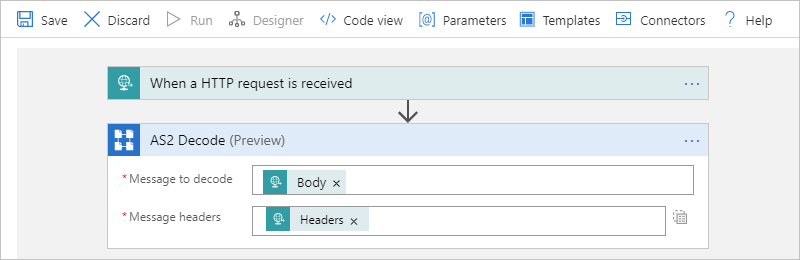 Save Discard Run Designer Code view [@] Parameters Templates Connectors ? Help
When a HTTP request is received ...
AS2 Decode (Preview) ...
*Message to decode Body ×
*Message headers Headers ×